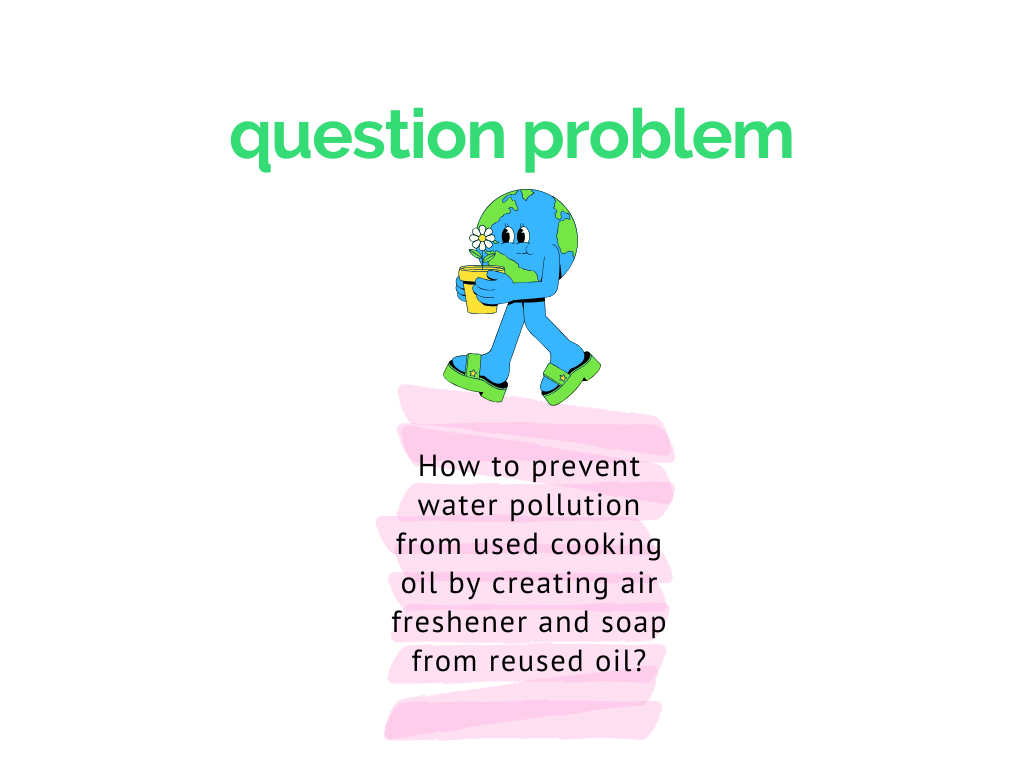 question problem
How to prevent
water pollution
from used cooking
oil by creating air
freshener and soap
from reused oil?